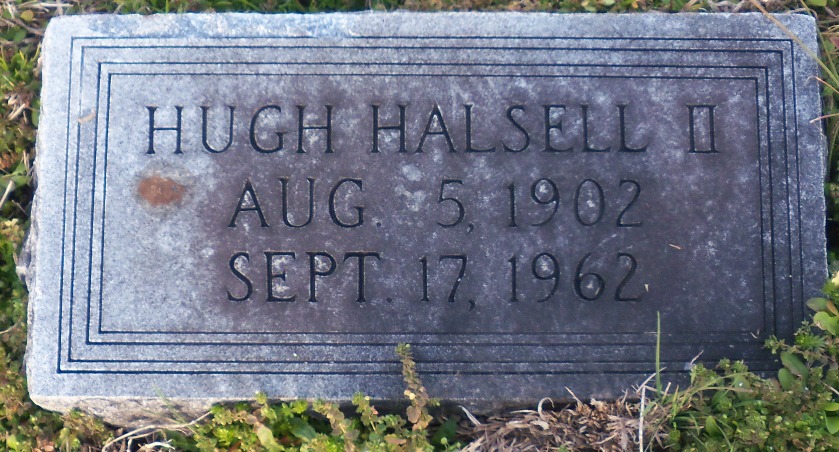 HUGH HALSELL II
AUG. 5, 1902
SEPT. 17, 1962